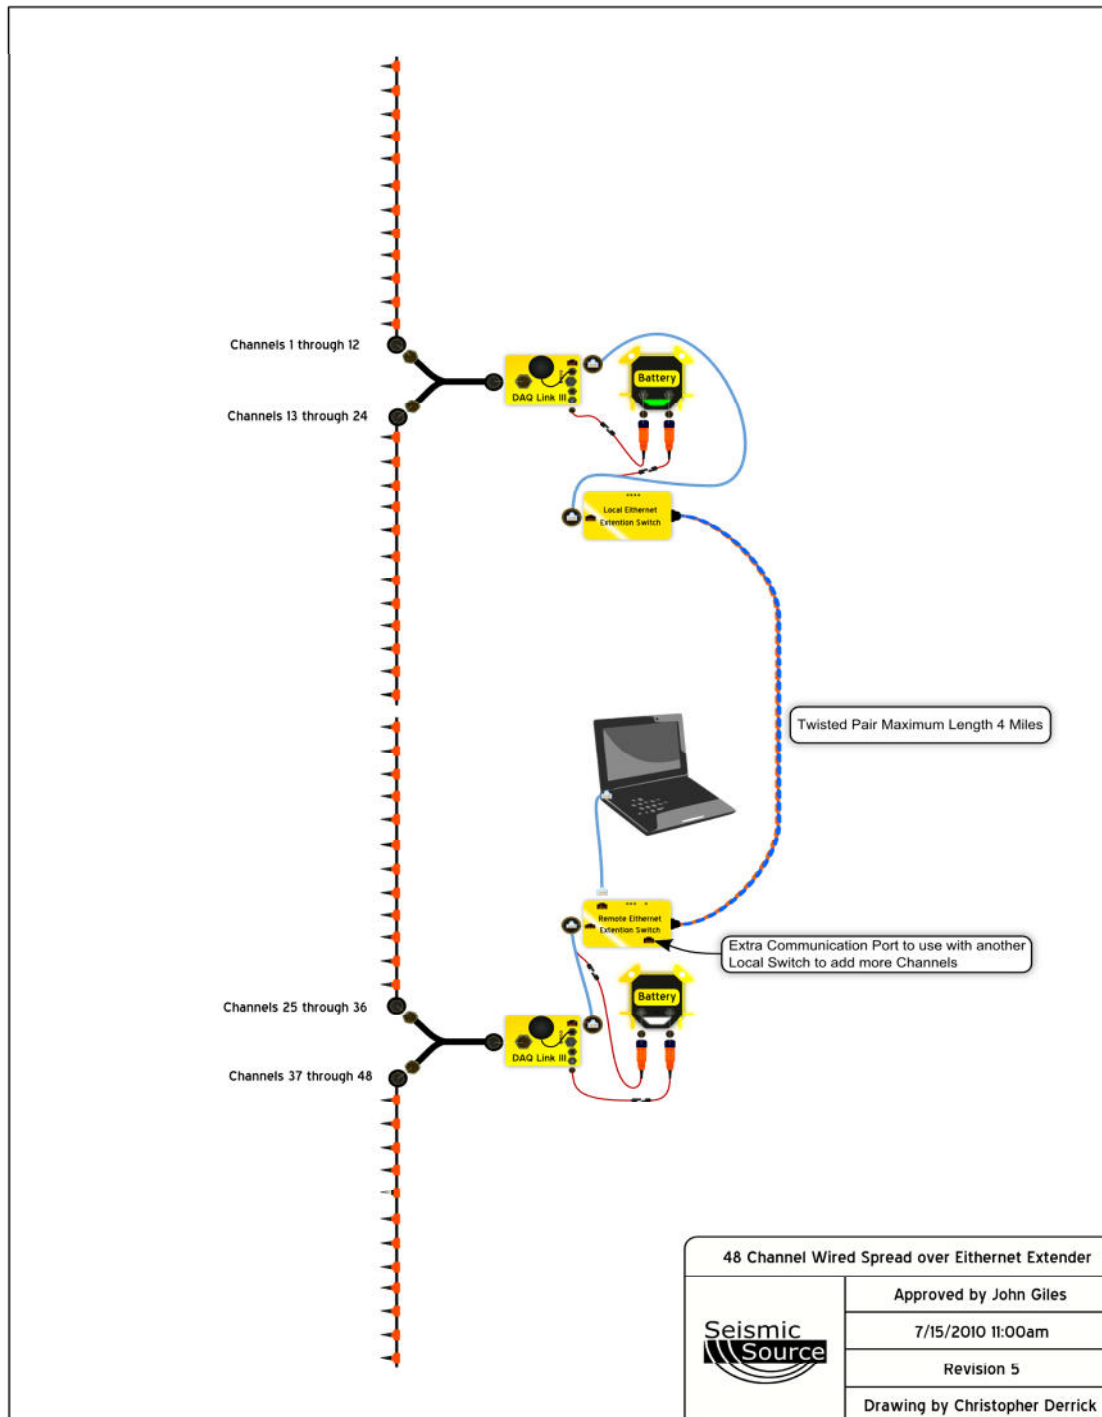 Channels 1 through 12
Battery
DAQ Link III
Channels 13 through 24
Local Eithernet
Extention Switch
Twisted Pair Maximum Length 4 Miles
Remote Eithernet
Extention Switch
Extra Communication Port to use with another
Local Switch to add more Channels
Battery
Channels 25 through 36
DAQ Link III
Channels 37 through 48
48 Channel Wired Spread over Eithernet Extender
Seismic
Source
Approved by John Giles
7/15/2010 11:00am
Revision 5
Drawing by Christopher Derrick